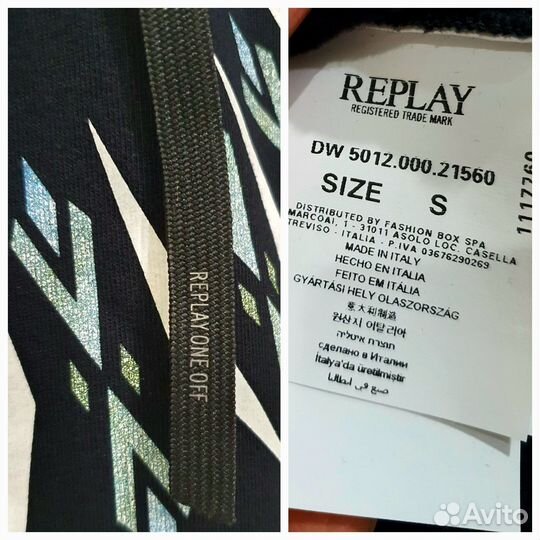 REPLAY ONE OFF
REPLAY
REGISTERED TRADE MARK
DW 5012.000.21560
SIZE S
DISTRIBUTED BY FASHION BOX SPA
MARCOAI, 1 - 31011 ASOLO LOC. CASELLA
TREVISO - ITALIA - P.IVA 03676290269
MADE IN ITALY
HECHO EN ITALIA
FEITO EM ITÁLIA
GYÁRTÁSI HELY OLASZORSZÁG
意大利制造
원산지 이탈리아
תוצרת איטליה
сделано в Италии
İtalya'da üretilmiştir
صنع في إيطاليا
Avito